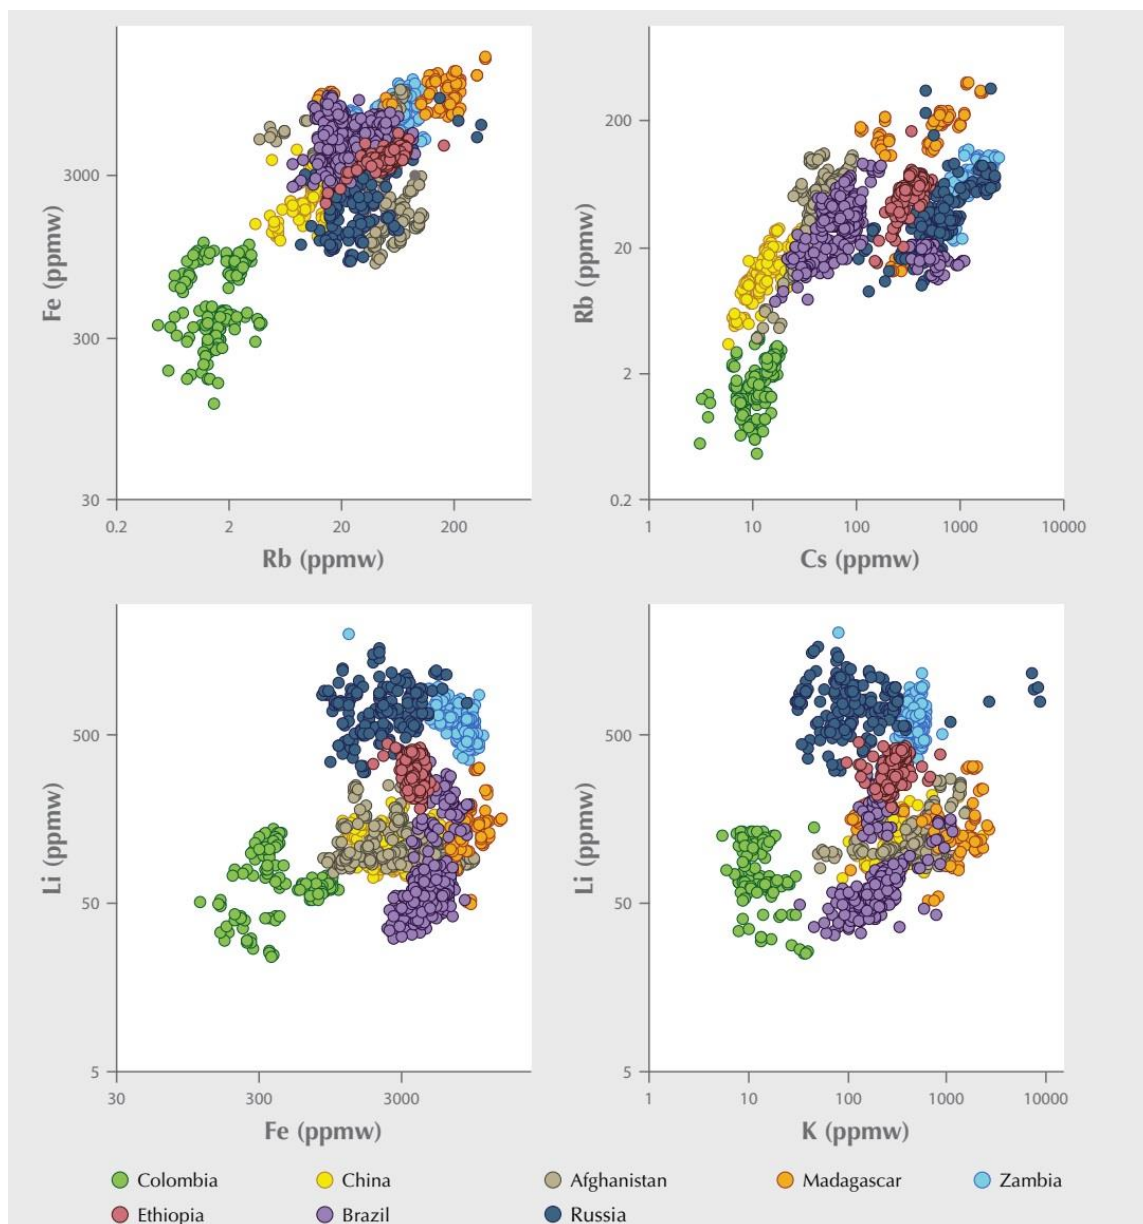 Fe (ppmw)
3000
300
30
0.2
2
20
200
Rb (ppmw)
Rb (ppmw)
200
20
2
0.2
1
10
100
1000
10000
Cs (ppmw)
Li (ppmw)
500
50
5
30
300
3000
Fe (ppmw)
Li (ppmw)
500
50
5
1
10
100
1000
10000
K (ppmw)
Colombia
China
Afghanistan
Madagascar
Zambia
Ethiopia
Brazil
Russia